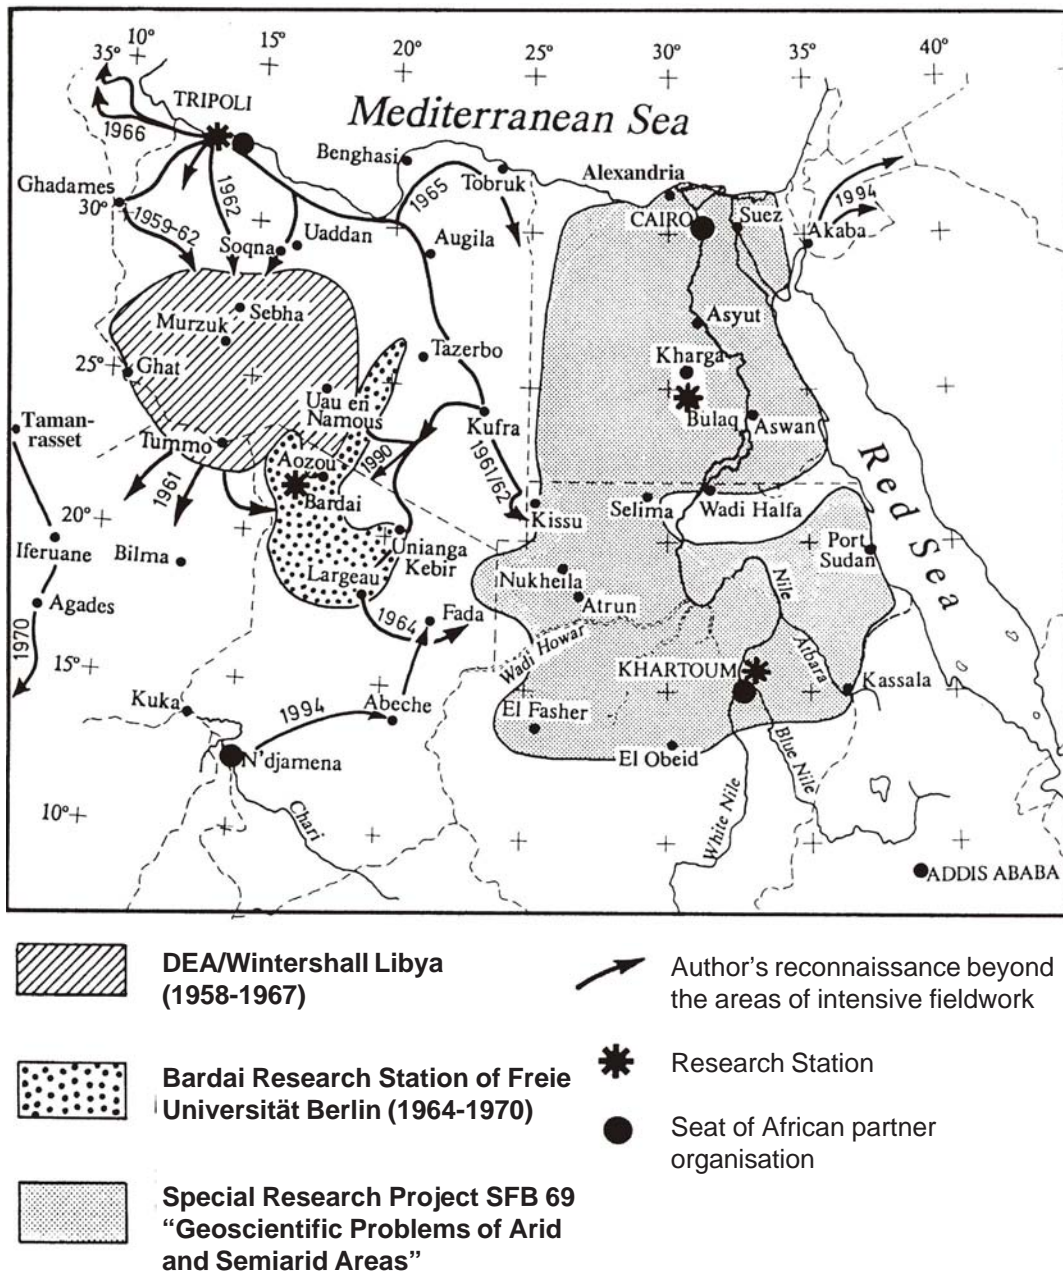 10°
35°
15°
20°
25°
30°
35°
40°
TRIPOLI
Mediterranean Sea
1966
Benghasi
Tobruk
1965
Alexandria
1994
Ghadames
30°
1962
1959-62
CAIRO
Suez
Akaba
Soqna
Uaddan
Augila
Sebha
Murzuk
Asyut
25°
Ghat
Tazerbo
Kharga
Uau en
Namous
Kufra
Bulaq
Aswan
Taman-
rasset
Tummo
1990
1961
Aozou
Bardai
1961/62
Red Sea
20°
Iferuane
Bilma
Kissu
Selima
Wadi Halfa
Unianga
Kebir
Port
Sudan
Largeau
Nukheila
Atrun
Nile
Agades
1970
1964
Fada
Wadi Howar
Atbara
15°
KHARTOUM
Kassala
Kuka
1994
Abeche
El Fasher
N'djamena
El Obeid
Blue Nile
White Nile
10°
Chari
ADDIS ABABA
DEA/Wintershall Libya
(1958-1967)
Author's reconnaissance beyond
the areas of intensive fieldwork
Bardai Research Station of Freie
Universität Berlin (1964-1970)
Research Station
Seat of African partner
organisation
Special Research Project SFB 69
“Geoscientific Problems of Arid
and Semiarid Areas”